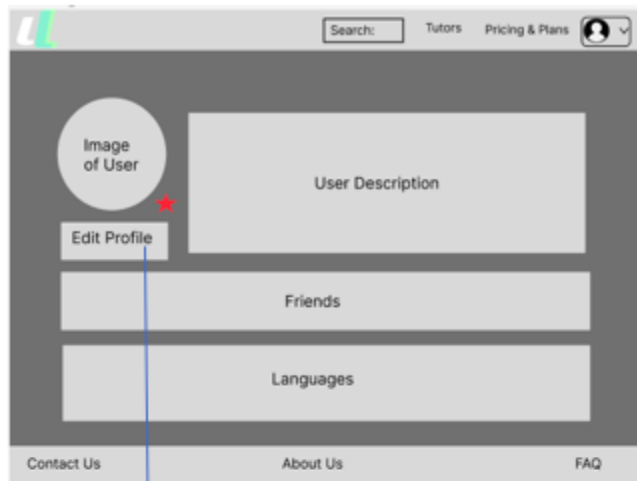 Search:
Tutors
Pricing & Plans
Image
of User
User Description
Edit Profile
Friends
Languages
Contact Us
About Us
FAQ